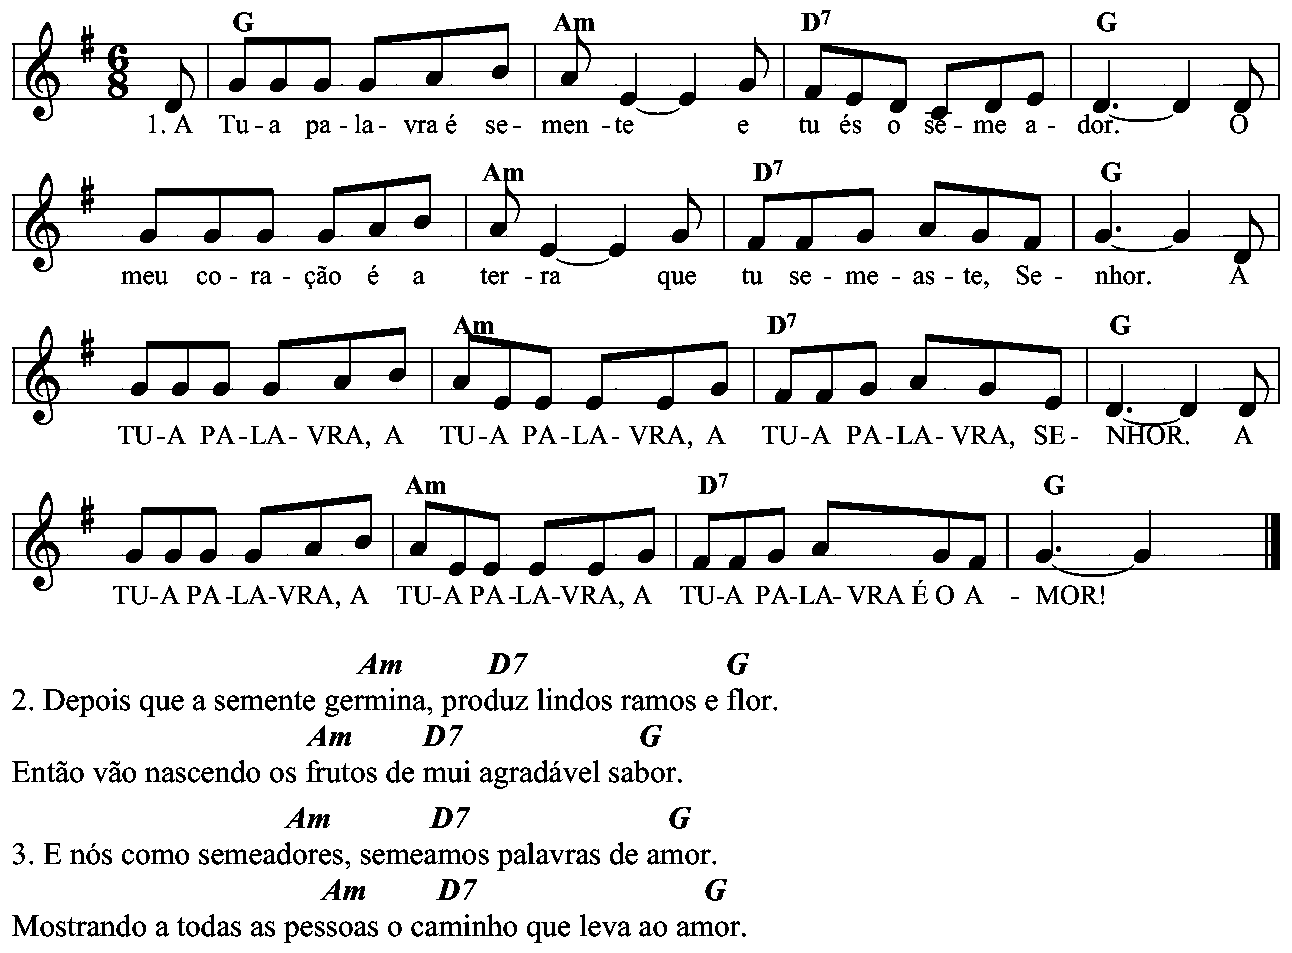 G Am D7 G
6
8
1. A Tu-a pa-la-vra é se-men-te e tu és o se-me a-dor. O
Am D7 G
meu co-ra-ção é a ter-ra que tu se-me-as-te, Se-nhor. A
Am D7 G
TU-A PA-LA-VRA, A TU-A PA-LA-VRA, A TU-A PA-LA-VRA, SE-NHOR. A
Am D7 G
TU-A PA-LA-VRA, A TU-A PA-LA-VRA, A TU-A PA-LA-VRA É O A-MOR!
Am D7 G
2. Depois que a semente germina, produz lindos ramos e flor.
Am D7 G
Então vão nascendo os frutos de mui agradável sabor.
Am D7 G
3. E nós como semeadores, semeamos palavras de amor.
Am D7 G
Mostrando a todas as pessoas o caminho que leva ao amor.